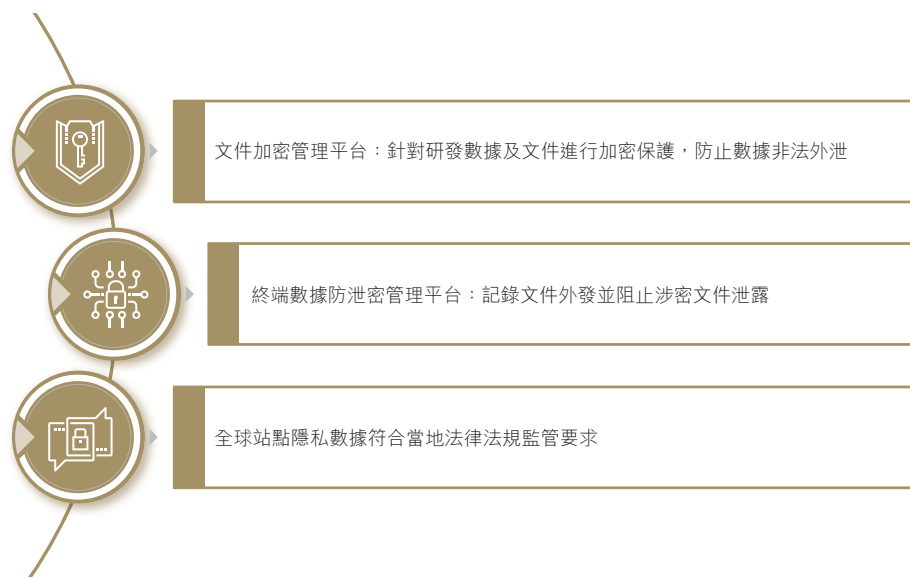 文件加密管理平台：針對研發數據及文件進行加密保護，防止數據非法外泄
終端數據防泄密管理平台：記錄文件外發並阻止涉密文件泄露
全球站點隱私數據符合當地法律法規監管要求